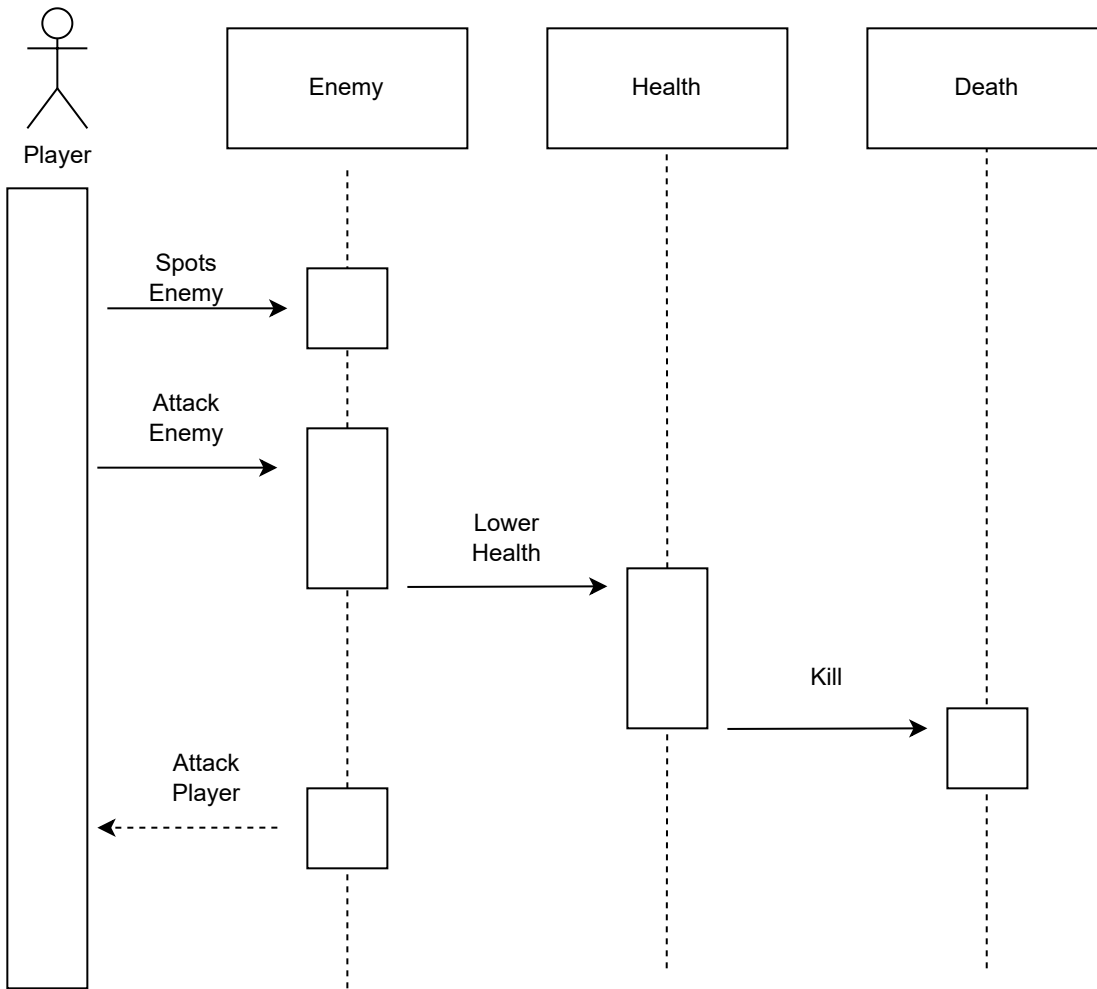 Player
Enemy
Health
Death
Spots
Enemy
Attack
Enemy
Lower
Health
Kill
Attack
Player